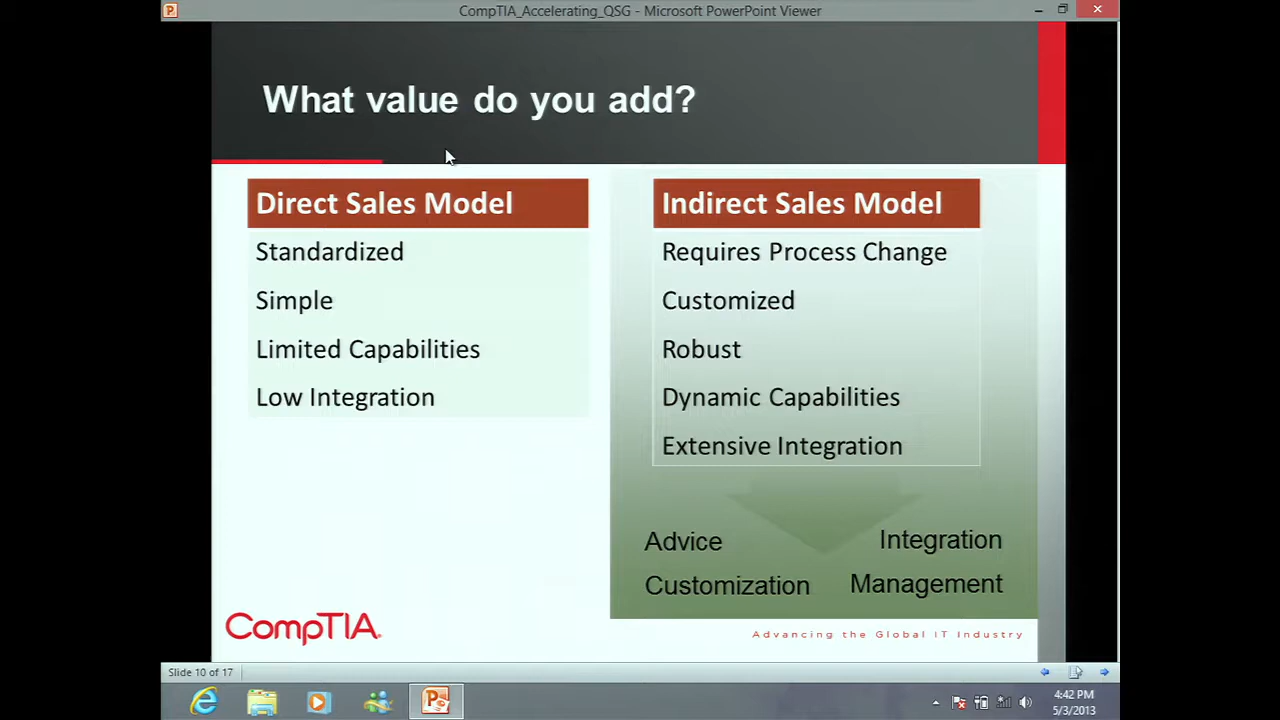 CompTIA_Accelerating_QSG - Microsoft PowerPoint Viewer
What value do you add?
Direct Sales Model
Standardized
Simple
Limited Capabilities
Low Integration
Indirect Sales Model
Requires Process Change
Customized
Robust
Dynamic Capabilities
Extensive Integration
Advice
Integration
Customization
Management
CompTIA.
Advancing the Global IT Industry
Slide 10 of 17
4:42 PM
5/3/2013